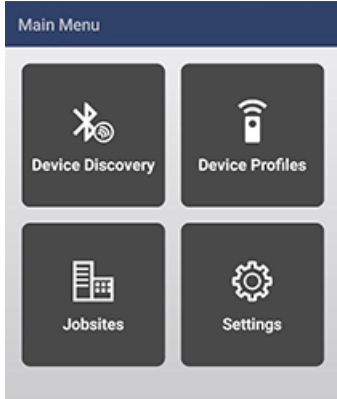 Main Menu
Device Discovery
Device Profiles
Jobsites
Settings